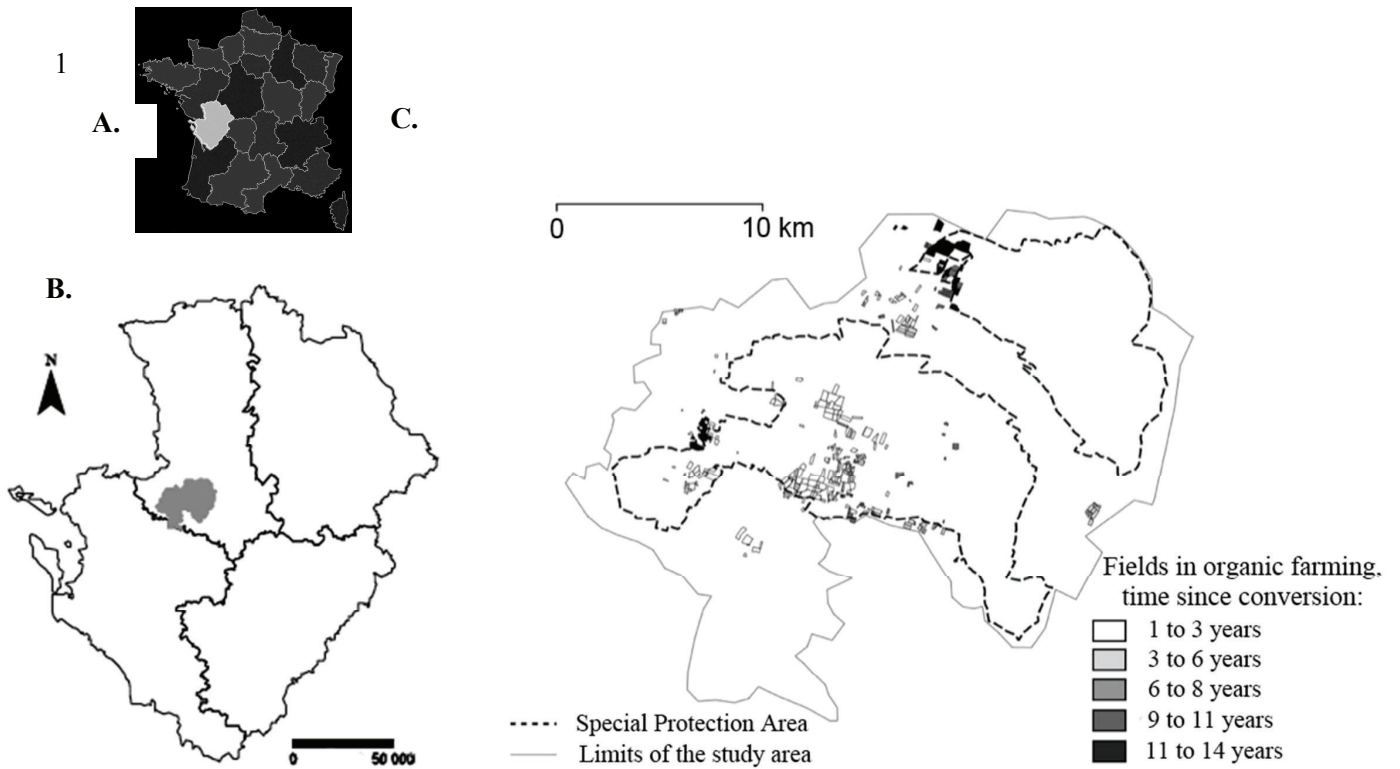 1
A.
C.
0 10 km
B.
N
0 50 000
Fields in organic farming,
time since conversion:
1 to 3 years
3 to 6 years
6 to 8 years
9 to 11 years
11 to 14 years
Special Protection Area
Limits of the study area